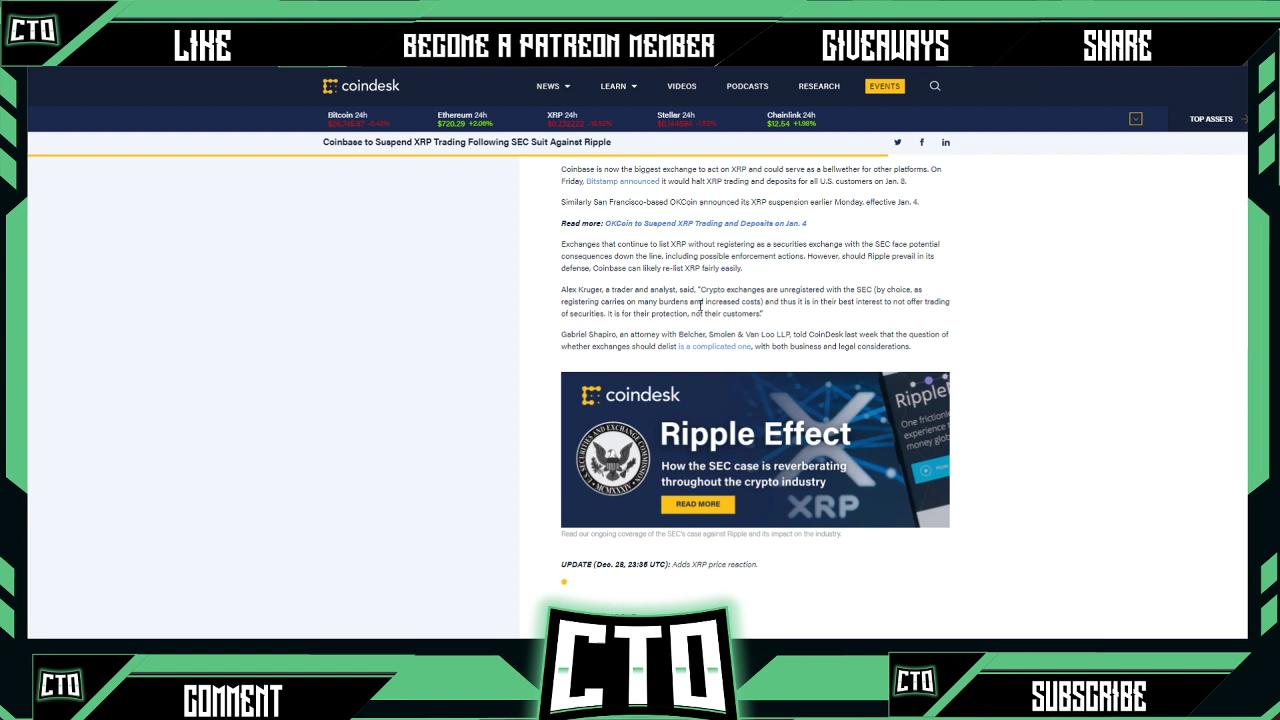 CTO
LIKE
BECOME A PATREON MEMBER
GIVEAWAYS
SHARE
coindesk
NEWS
LEARN
VIDEOS
PODCASTS
RESEARCH
EVENTS
Bitcoin 24h
Ethereum 24h
XRP 24h
Stellar 24h
Chainlink 24h
$720.29 +2.09%
$12.54 +1.98%
TOP ASSETS
Coinbase to Suspend XRP Trading Following SEC Suit Against Ripple
Coinbase is now the biggest exchange to act on XRP and could serve as a bellwether for other platforms. On
Friday, Bitstamp announced it would halt XRP trading and deposits for all U.S. customers on Jan. 8.
Similarly San Francisco-based OKCoin announced its XRP suspension earlier Monday, effective Jan. 4.
Read more: OKCoin to Suspend XRP Trading and Deposits on Jan. 4
Exchanges that continue to list XRP without registering as a securities exchange with the SEC face potential
consequences down the line, including possible enforcement actions. However, should Ripple prevail in its
defense, Coinbase can likely re-list XRP fairly easily.
Alex Kruger, a trader and analyst, said, “Crypto exchanges are unregistered with the SEC (by choice, as
registering carries on many burdens and increased costs) and thus it is in their best interest to not offer trading
of securities. It is for their protection, not their customers.”
Gabriel Shapiro, an attorney with Belcher, Smolen & Van Loo LLP, told CoinDesk last week that the question of
whether exchanges should delist is a complicated one, with both business and legal considerations.
coindesk
Ripple Effect
How the SEC case is reverberating
throughout the crypto industry
READ MORE
XRP
Ripple
One frictionl
experience t
money glob
Read our ongoing coverage of the SEC's case against Ripple and its impact on the industry.
UPDATE (Dec. 28, 23:35 UTC): Adds XRP price reaction.
CTO
COMMENT
CTO
CTO
SUBSCRIBE